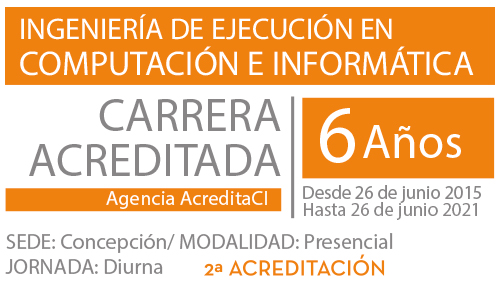 INGENIERÍA DE EJECUCIÓN EN
COMPUTACIÓN E INFORMÁTICA
CARRERA
ACREDITADA
Agencia AcreditaCI
6 Años
Desde 26 de junio 2015
Hasta 26 de junio 2021
SEDE: Concepción/ MODALIDAD: Presencial
JORNADA: Diurna 2ª ACREDITACIÓN